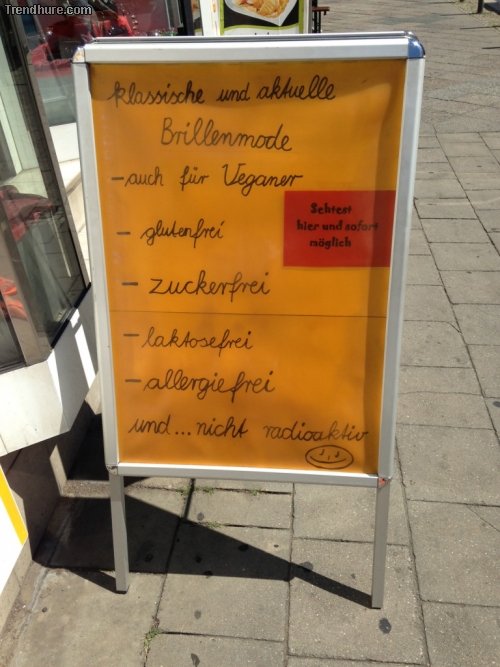 Trendhure.com
klassische und aktuelle
Brillenmode
- auch für Veganer
- glutenfrei
Sehtest
hier und sofort
möglich
- zuckerfrei
- laktosefrei
- allergiefrei
und... nicht radioaktiv